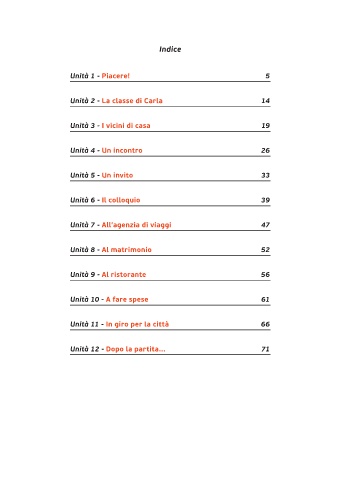 Indice
Unità 1 - Piacere! 5
Unità 2 - La classe di Carla 14
Unità 3 - I vicini di casa 19
Unità 4 - Un incontro 26
Unità 5 - Un invito 33
Unità 6 - Il colloquio 39
Unità 7 - All'agenzia di viaggi 47
Unità 8 - Al matrimonio 52
Unità 9 - Al ristorante 56
Unità 10 - A fare spese 61
Unità 11 - In giro per la città 66
Unità 12 - Dopo la partita... 71